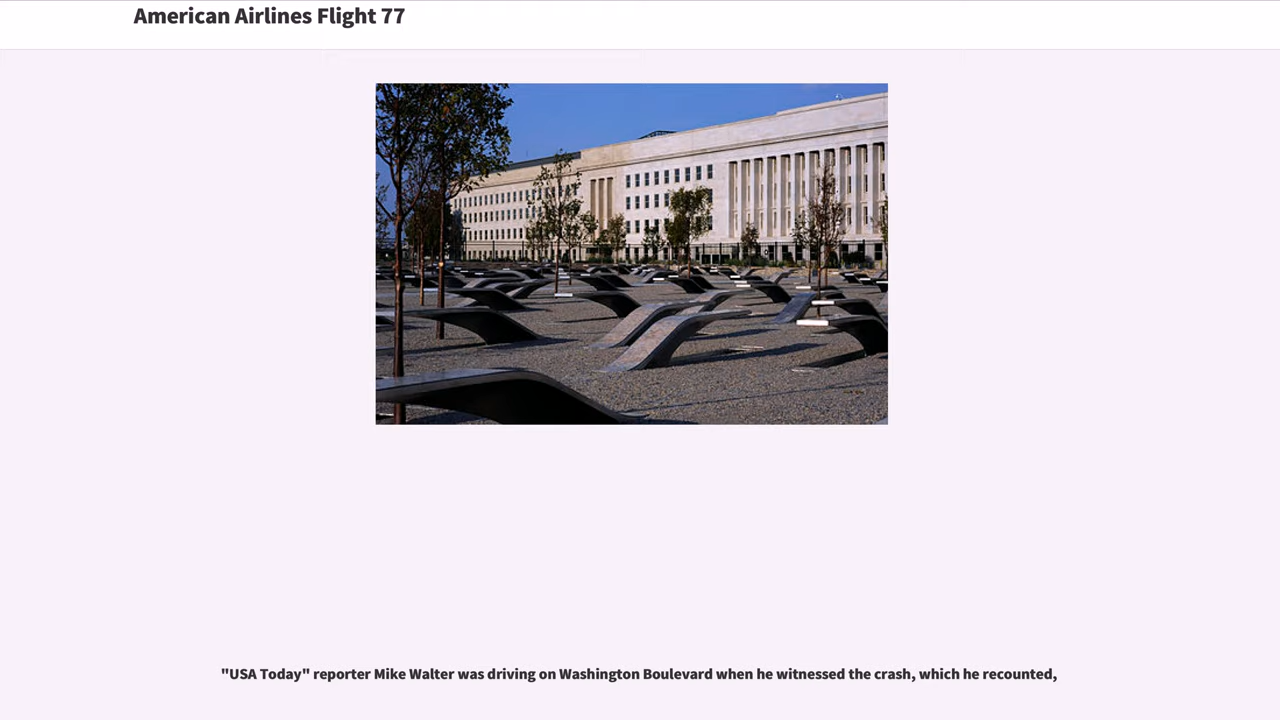 American Airlines Flight 77
"USA Today" reporter Mike Walter was driving on Washington Boulevard when he witnessed the crash, which he recounted,